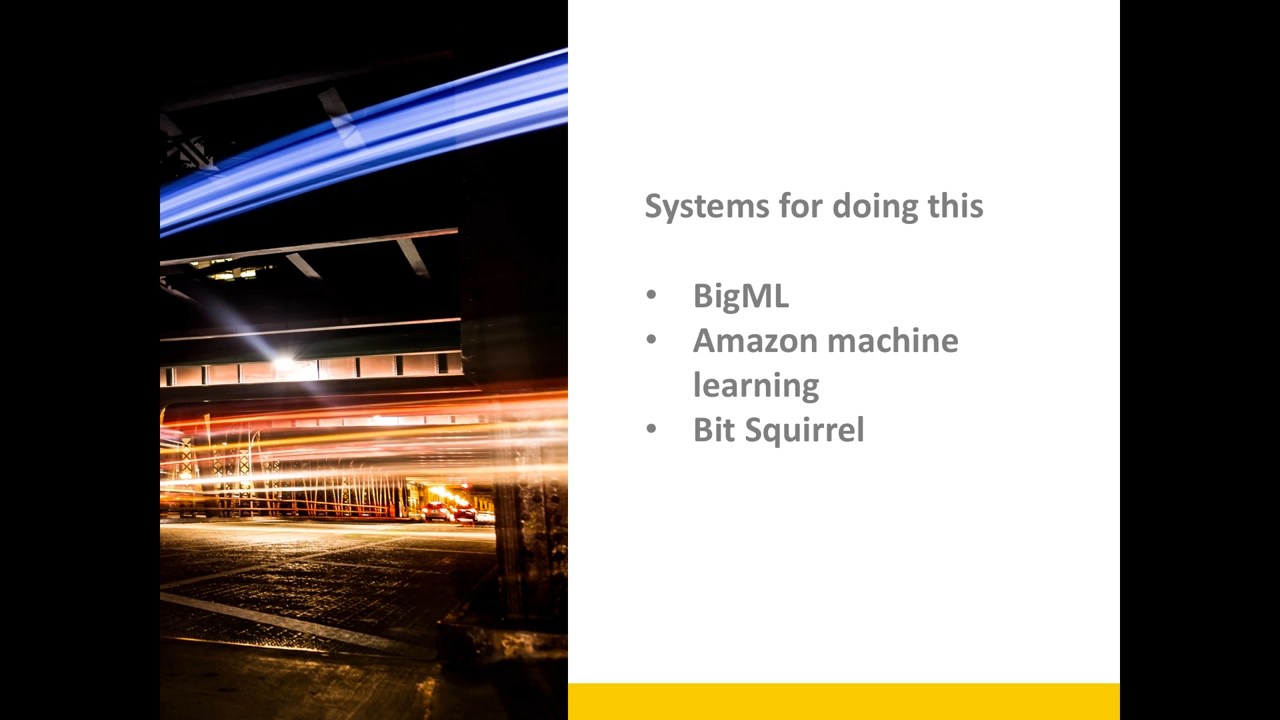 Systems for doing this
• BigML
• Amazon machine
learning
• Bit Squirrel